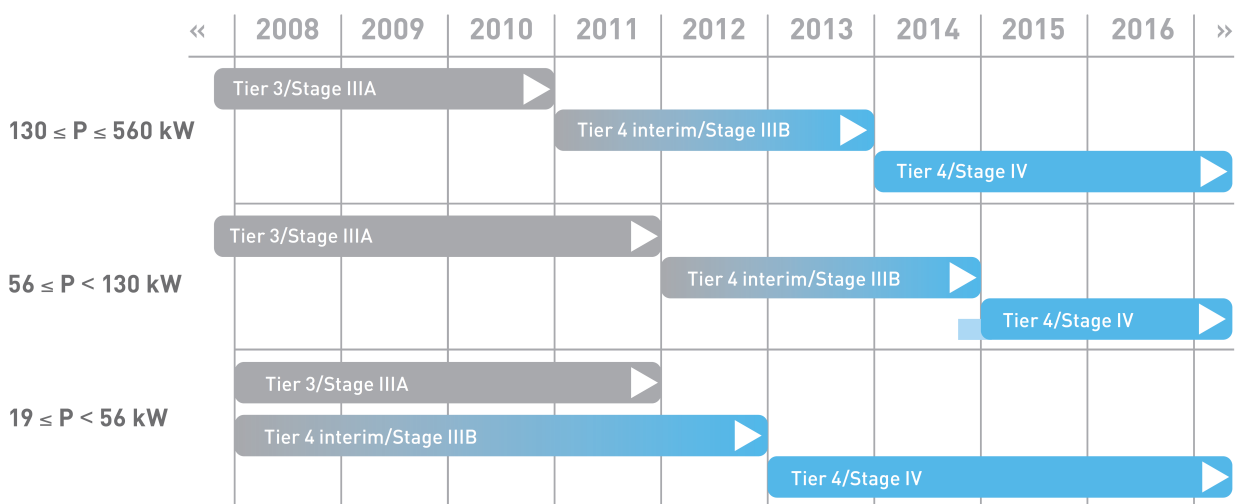 « 2008 2009 2010 2011 2012 2013 2014 2015 2016 »
130 ≤ P ≤ 560 kW
Tier 3/Stage IIIA
Tier 4 interim/Stage IIIB
Tier 4/Stage IV
56 ≤ P < 130 kW
Tier 3/Stage IIIA
Tier 4 interim/Stage IIIB
Tier 4/Stage IV
19 ≤ P < 56 kW
Tier 3/Stage IIIA
Tier 4 interim/Stage IIIB
Tier 4/Stage IV